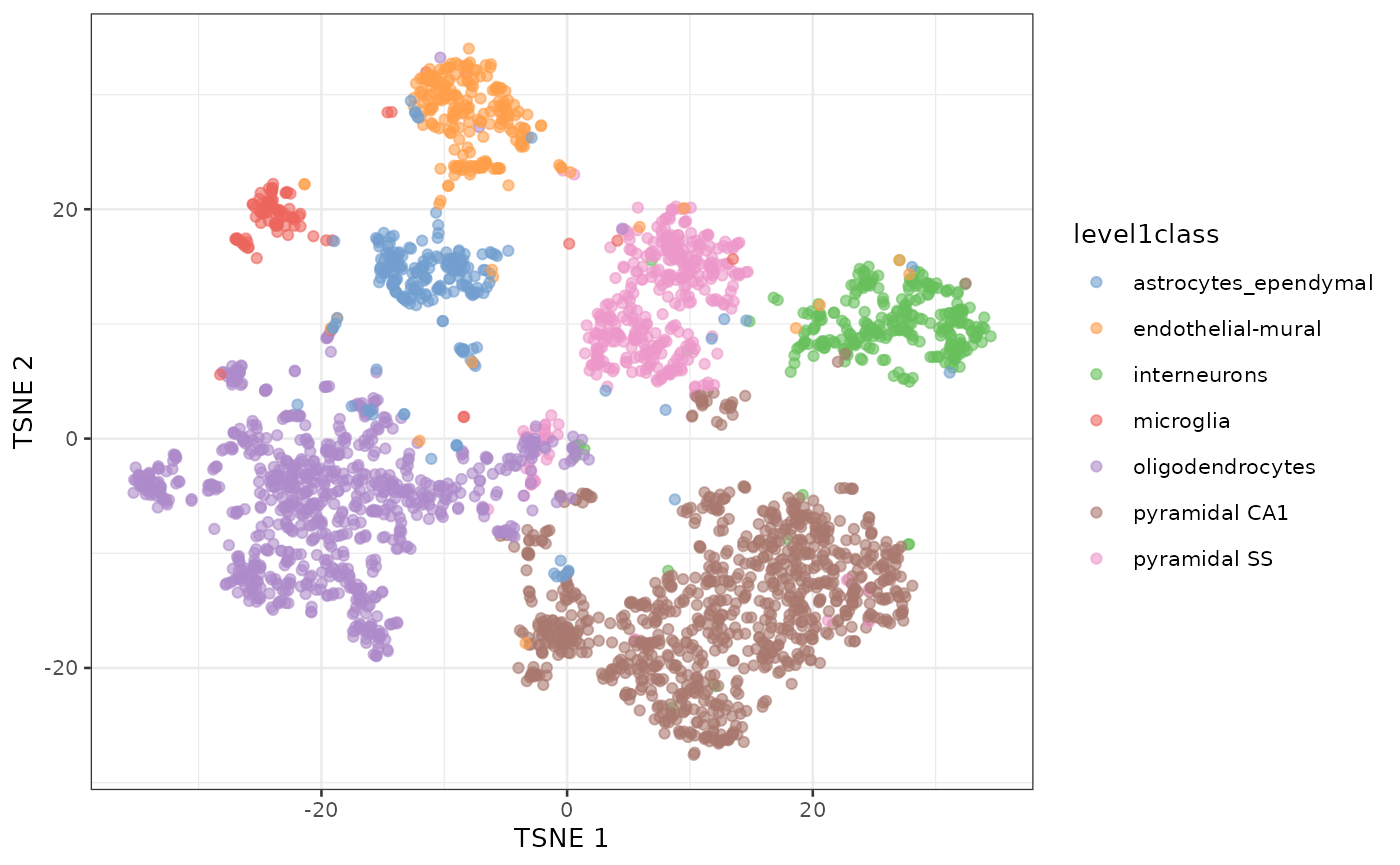 20
0
-20
TSNE 2
-20
0
20
TSNE 1
level1class
astrocytes_ependymal
endothelial-mural
interneurons
microglia
oligodendrocytes
pyramidal CA1
pyramidal SS